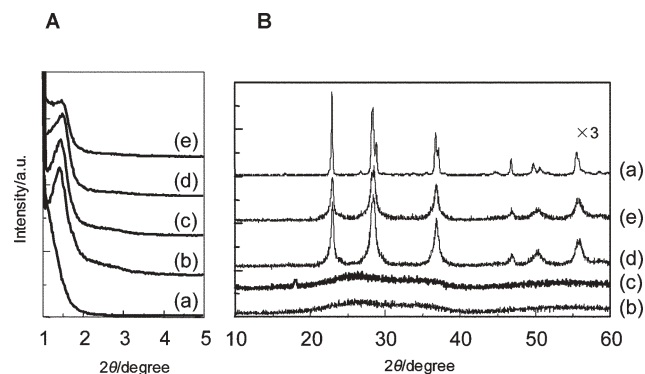 A
B
Intensity/a.u.
(e)
(d)
(c)
(b)
(a)
1 2 3 4 5
2θ/degree
×3
(a)
(e)
(d)
(c)
(b)
10 20 30 40 50 60
2θ/degree